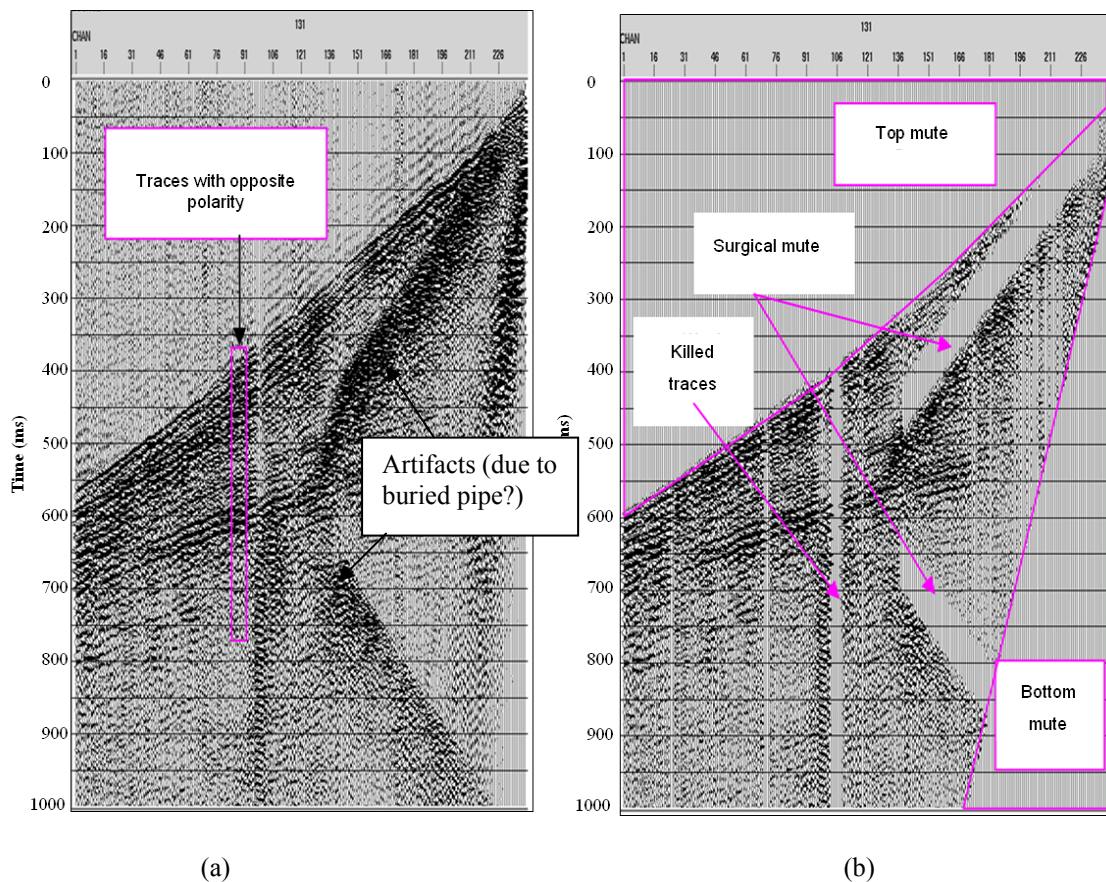 131
CHAN
1 16 31 46 61 76 91 106 121 136 151 166 181 196 211 226
0
100
200
300
400
500
600
700
800
900
1000
Time (ms)
Traces with opposite
polarity
Artifacts (due to
buried pipe?)
(a)
131
CHAN
1 16 31 46 61 76 91 106 121 136 151 166 181 196 211 226
0
100
200
300
400
500
600
700
800
900
1000
ns)
Top mute
Surgical mute
Killed
traces
Bottom
mute
(b)